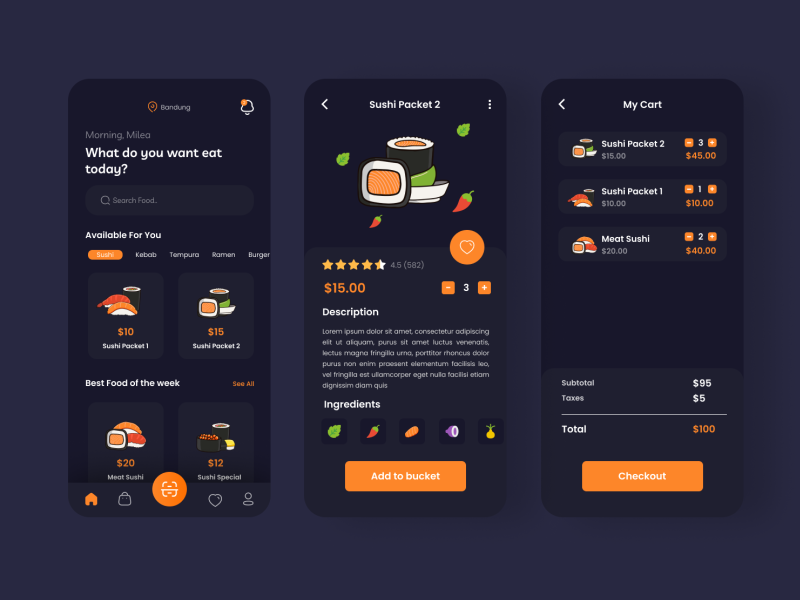 Bandung
Morning, Milea
What do you want eat
today?
Search Food..
Available For You
Sushi Kebab Tempura Ramen Burger
$10 $15
Sushi Packet 1 Sushi Packet 2
Best Food of the week See All
$20 $12
Meat Sushi Sushi Special
Sushi Packet 2
4.5 (582)
$15.00 - 3 +
Description
Lorem ipsum dolor sit amet, consectetur adipiscing
elit ut aliquam, purus sit amet luctus venenatis,
lectus magna fringilla urna, porttitor rhoncus dolor
purus non enim praesent elementum facilisis leo,
vel fringilla est ullamcorper eget nulla facilisi etiam
dignissim diam quis
Ingredients
Add to bucket
My Cart
Sushi Packet 2 - 3 +
$15.00 $45.00
Sushi Packet 1 - 1 +
$10.00 $10.00
Meat Sushi - 2 +
$20.00 $40.00
Subtotal $95
Taxes $5
Total $100
Checkout